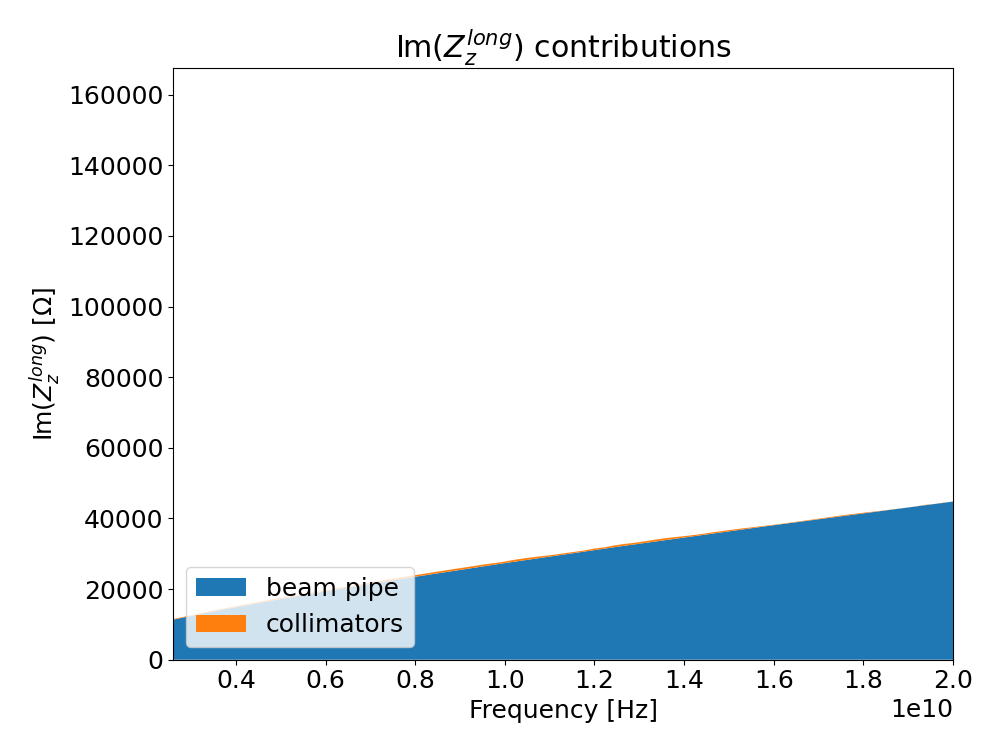 Im(Z_z^{long}) contributions
Im(Z_z^{long}) [Ω]
160000
140000
120000
100000
80000
60000
40000
20000
0
beam pipe
collimators
0.4 0.6 0.8 1.0 1.2 1.4 1.6 1.8 2.0
Frequency [Hz] 1e10